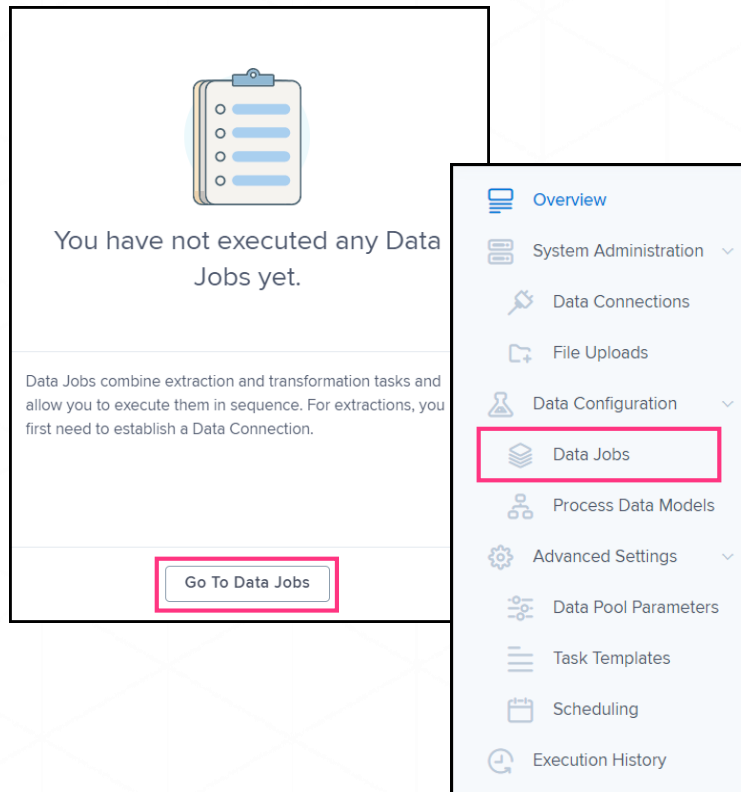 You have not executed any Data
Jobs yet.
Data Jobs combine extraction and transformation tasks and
allow you to execute them in sequence. For extractions, you
first need to establish a Data Connection.
Go To Data Jobs
Overview
System Administration
Data Connections
File Uploads
Data Configuration
Data Jobs
Process Data Models
Advanced Settings
Data Pool Parameters
Task Templates
Scheduling
Execution History